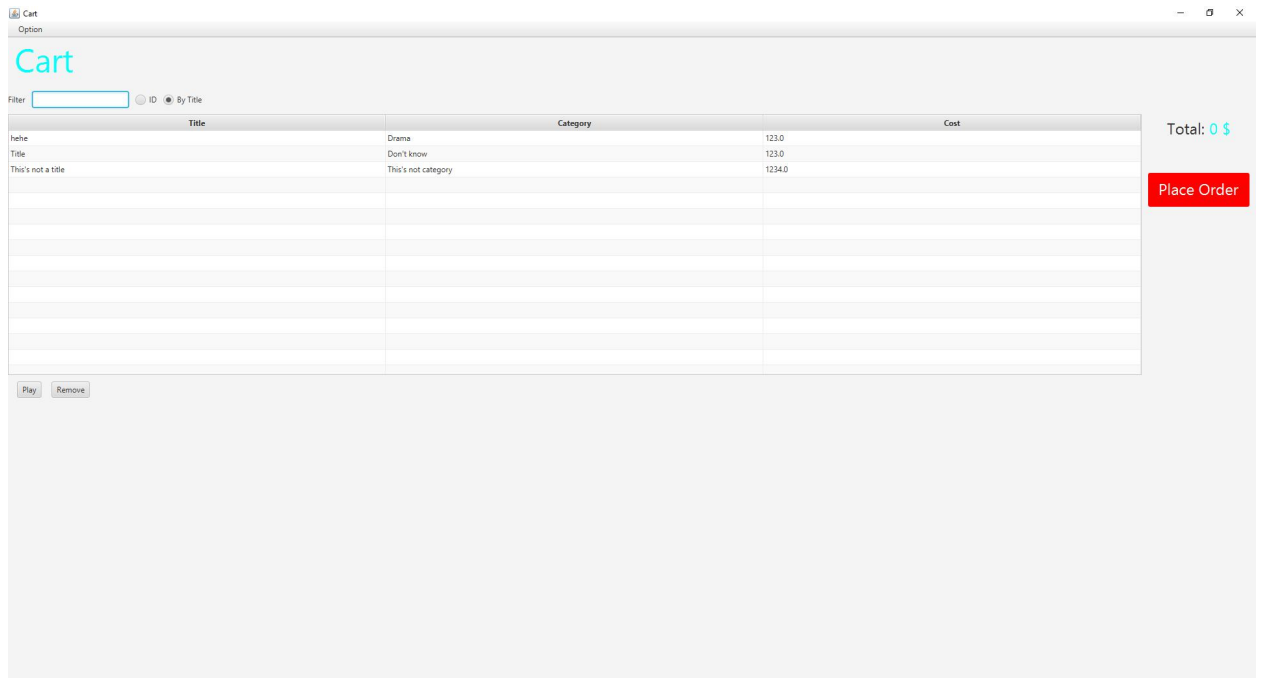 Cart
Option
Cart
Filter ID By Title
Title Category Cost
hehe Drama 123.0
Title Don't know 123.0
This's not a title This's not category 1234.0
Total: 0 $
Place Order
Play Remove